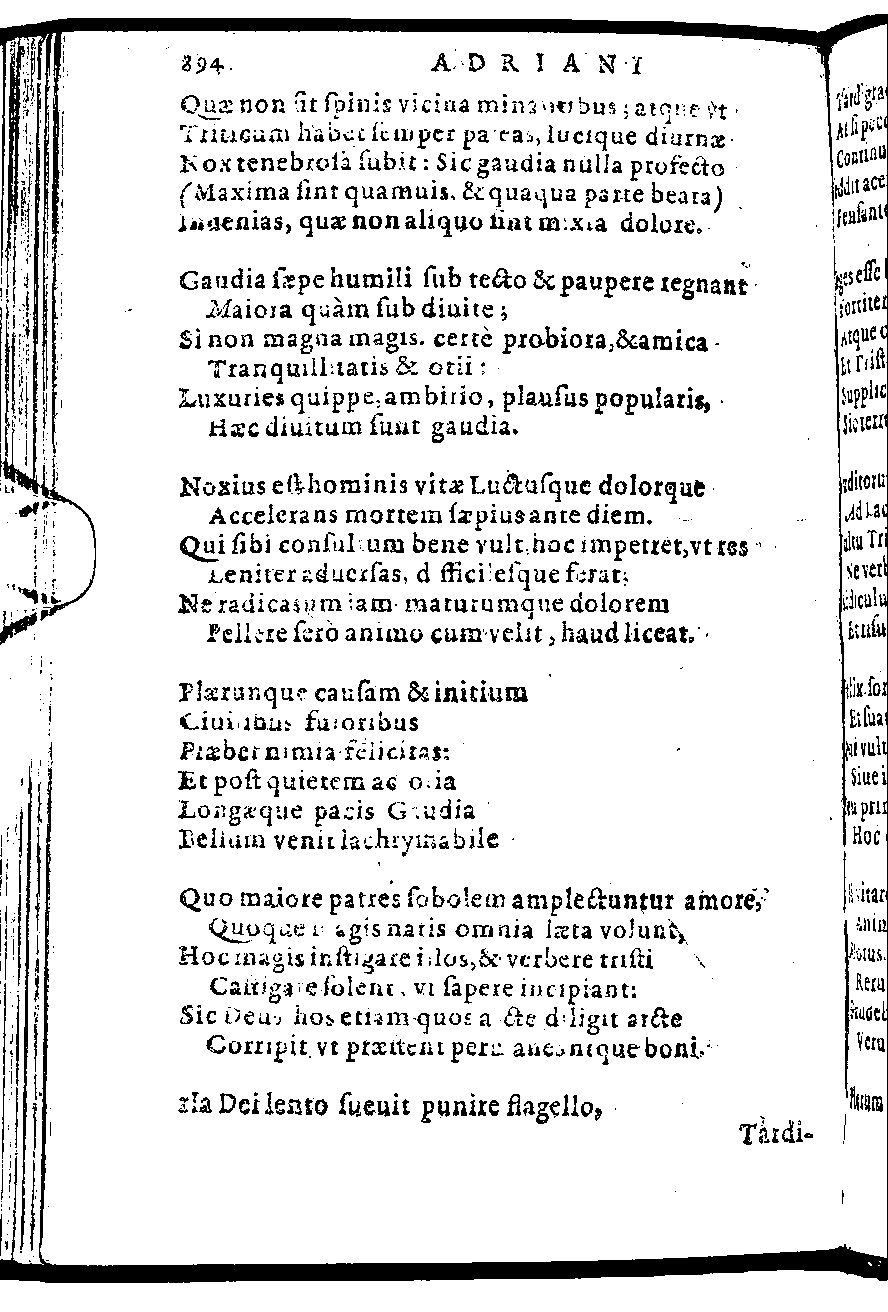 894. ADRIANI
Quæ non ſit ſpinis vicina minantibus; atque vt
Triticum habet ſemper paleas, lucique diurnæ
Nox tenebroſa ſubit: Sic gaudia nulla profecto
(Maxima ſint quamuis, & quaqua parte beata)
Inuenias, quæ non aliquo ſint mixta dolore.
Gaudia ſæpe humili ſub tecto & paupere regnant
Maiora quàm ſub diuite;
Si non magna magis, certè probiora, & amica
Tranquillitatis & otii:
Luxuries quippe, ambitio, plauſus popularis,
Hæc diuitum ſunt gaudia.
Noxius eſt hominis vitæ Luctuſque dolorque
Accelerans mortem ſæpius ante diem.
Qui ſibi conſultum bene vult, hoc impetret, vt res
Leniter aduerſas, difficileſque ferat;
Ne radicatum iam maturumque dolorem
Pellere ſerò animo cum velit, haud liceat.
Plærunque cauſam & initium
Ciuilibus furoribus
Præbet nimia felicitas:
Et poſt quietem ac otia
Longæque pacis Gaudia
Bellum venit lachrymabile
Quo maiore patres ſobolem amplectuntur amore,
Quoque magis natis omnia læta volunt,
Hoc magis inſtigare illos, & verbere triſti
Caſtigare ſolent, vt ſapere incipiant:
Sic Deus hos etiam quos a cte diligit arcte
Corripit, vt præſtent boni.
Ira Dei lento ſueuit punire flagello,
Tardi-